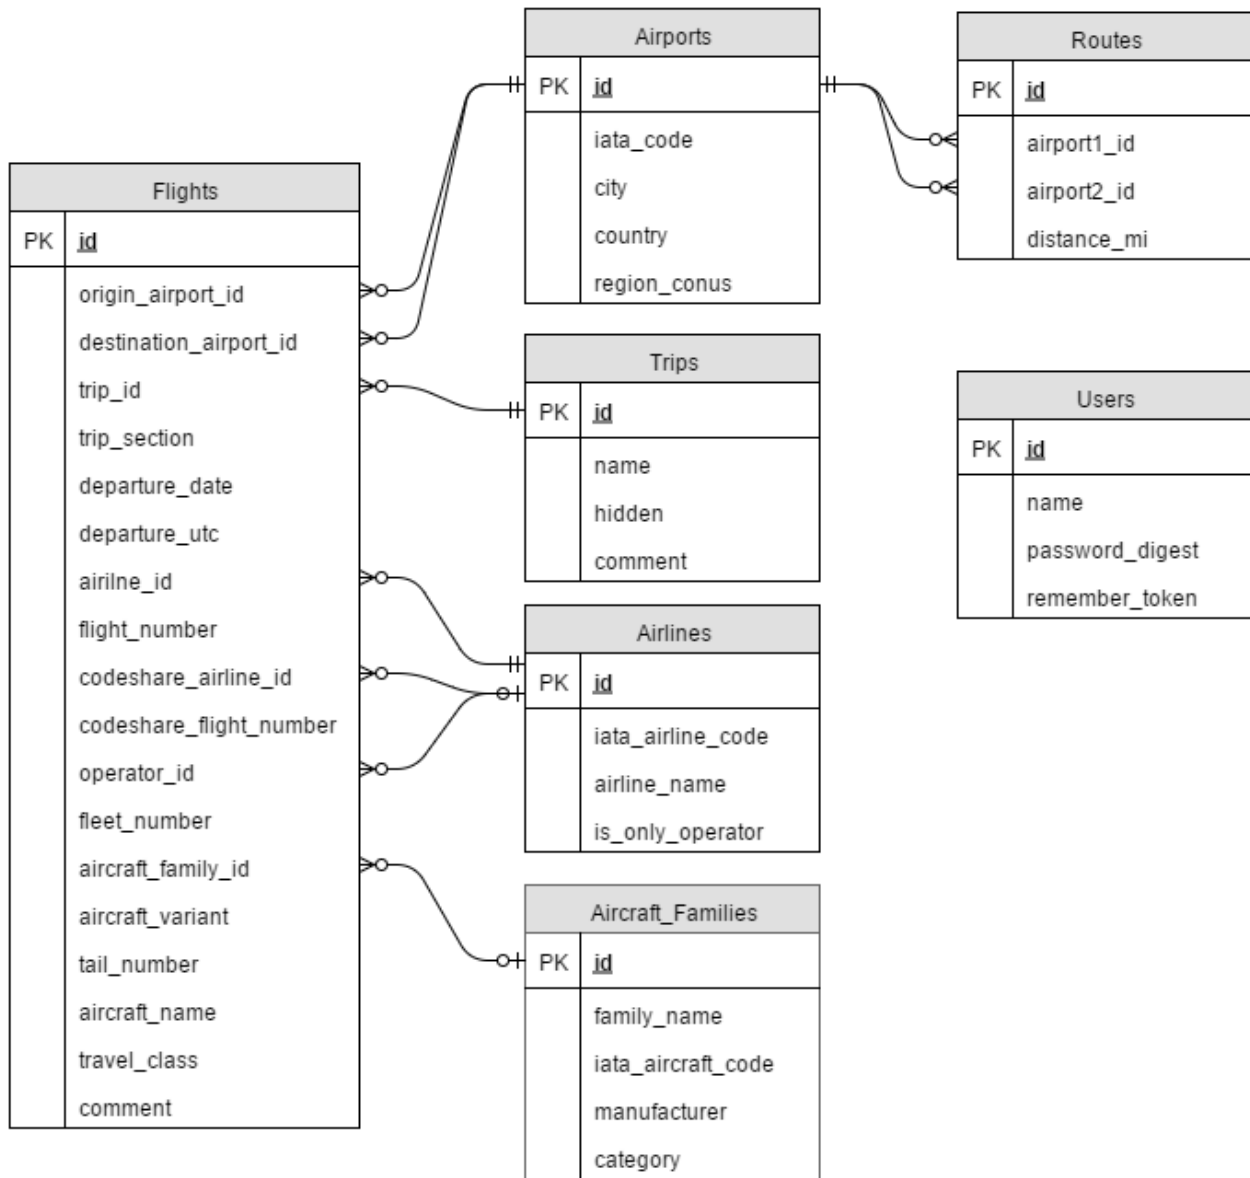 Flights
PK id
origin_airport_id
destination_airport_id
trip_id
trip_section
departure_date
departure_utc
airilne_id
flight_number
codeshare_airline_id
codeshare_flight_number
operator_id
fleet_number
aircraft_family_id
aircraft_variant
tail_number
aircraft_name
travel_class
comment
Airports
PK id
iata_code
city
country
region_conus
Trips
PK id
name
hidden
comment
Airlines
PK id
iata_airline_code
airline_name
is_only_operator
Aircraft_Families
PK id
family_name
iata_aircraft_code
manufacturer
category
Routes
PK id
airport1_id
airport2_id
distance_mi
Users
PK id
name
password_digest
remember_token